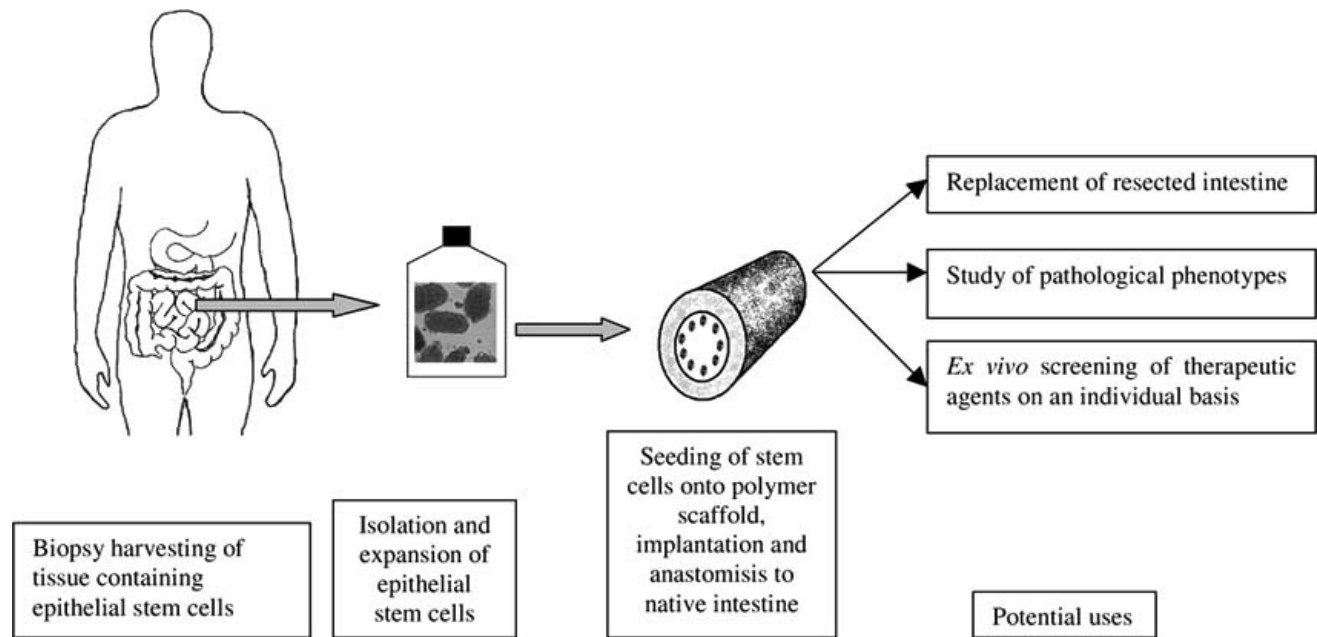 Replacement of resected intestine
Study of pathological phenotypes
Ex vivo screening of therapeutic
agents on an individual basis
Biopsy harvesting of
tissue containing
epithelial stem cells
Isolation and
expansion of
epithelial
stem cells
Seeding of stem
cells onto polymer
scaffold,
implantation and
anastomisis to
native intestine
Potential uses